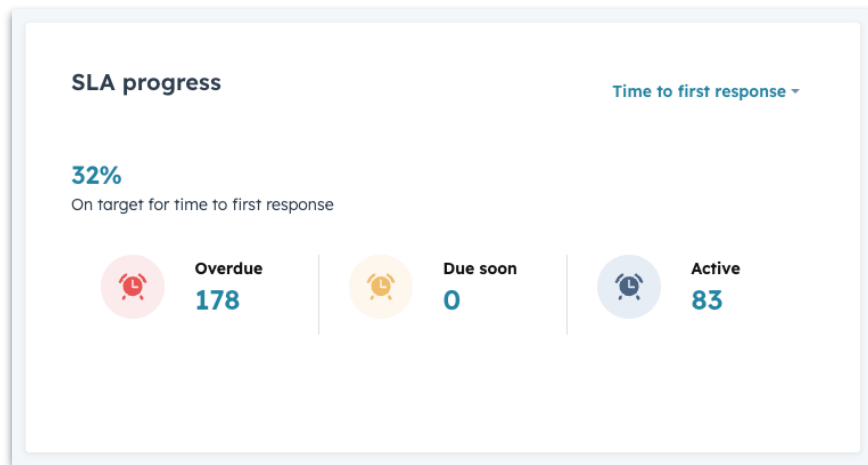 SLA progress
Time to first response
32%
On target for time to first response
Overdue
178
Due soon
0
Active
83